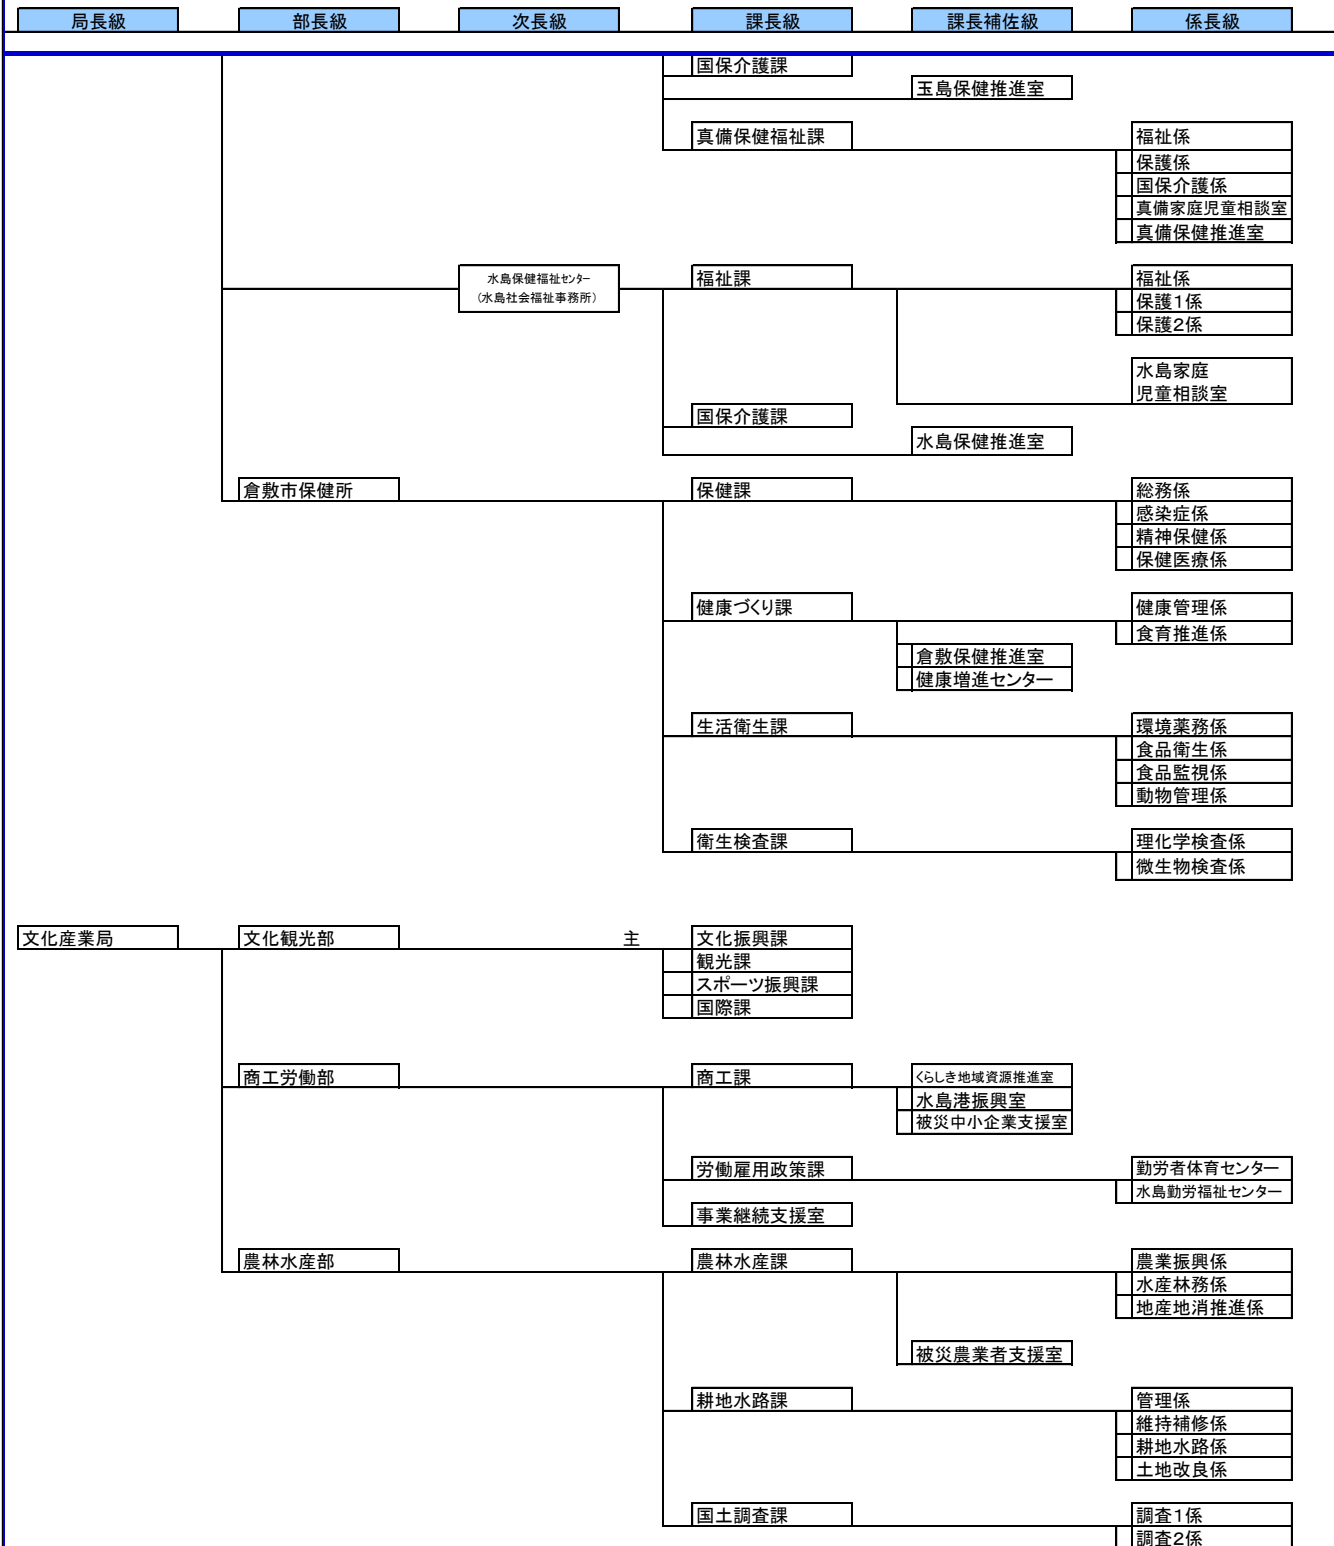 局長級 部長級 次長級 課長級 課長補佐級 係長級
国保介護課
玉島保健推進室
真備保健福祉課 福祉係
保護係
国保介護係
真備家庭児童相談室
真備保健推進室
水島保健福祉センター 福祉課 福祉係
(水島社会福祉事務所)
保護1係
保護2係
水島家庭
児童相談室
国保介護課
水島保健推進室
倉敷市保健所 保健課 総務係
感染症係
精神保健係
保健医療係
健康づくり課 健康管理係
食育推進係
倉敷保健推進室
健康増進センター
生活衛生課 環境薬務係
食品衛生係
食品監視係
動物管理係
衛生検査課 理化学検査係
微生物検査係
文化産業局 文化観光部 主 文化振興課
観光課
スポーツ振興課
国際課
商工労働部 商工課 くらしき地域資源推進室
水島港振興室
被災中小企業支援室
労働雇用政策課 勤労者体育センター
水島勤労福祉センター
事業継続支援室
農林水産部 農林水産課 農業振興係
水産林務係
地産地消推進係
被災農業者支援室
耕地水路課 管理係
維持補修係
耕地水路係
土地改良係
国土調査課 調査1係
調査2係